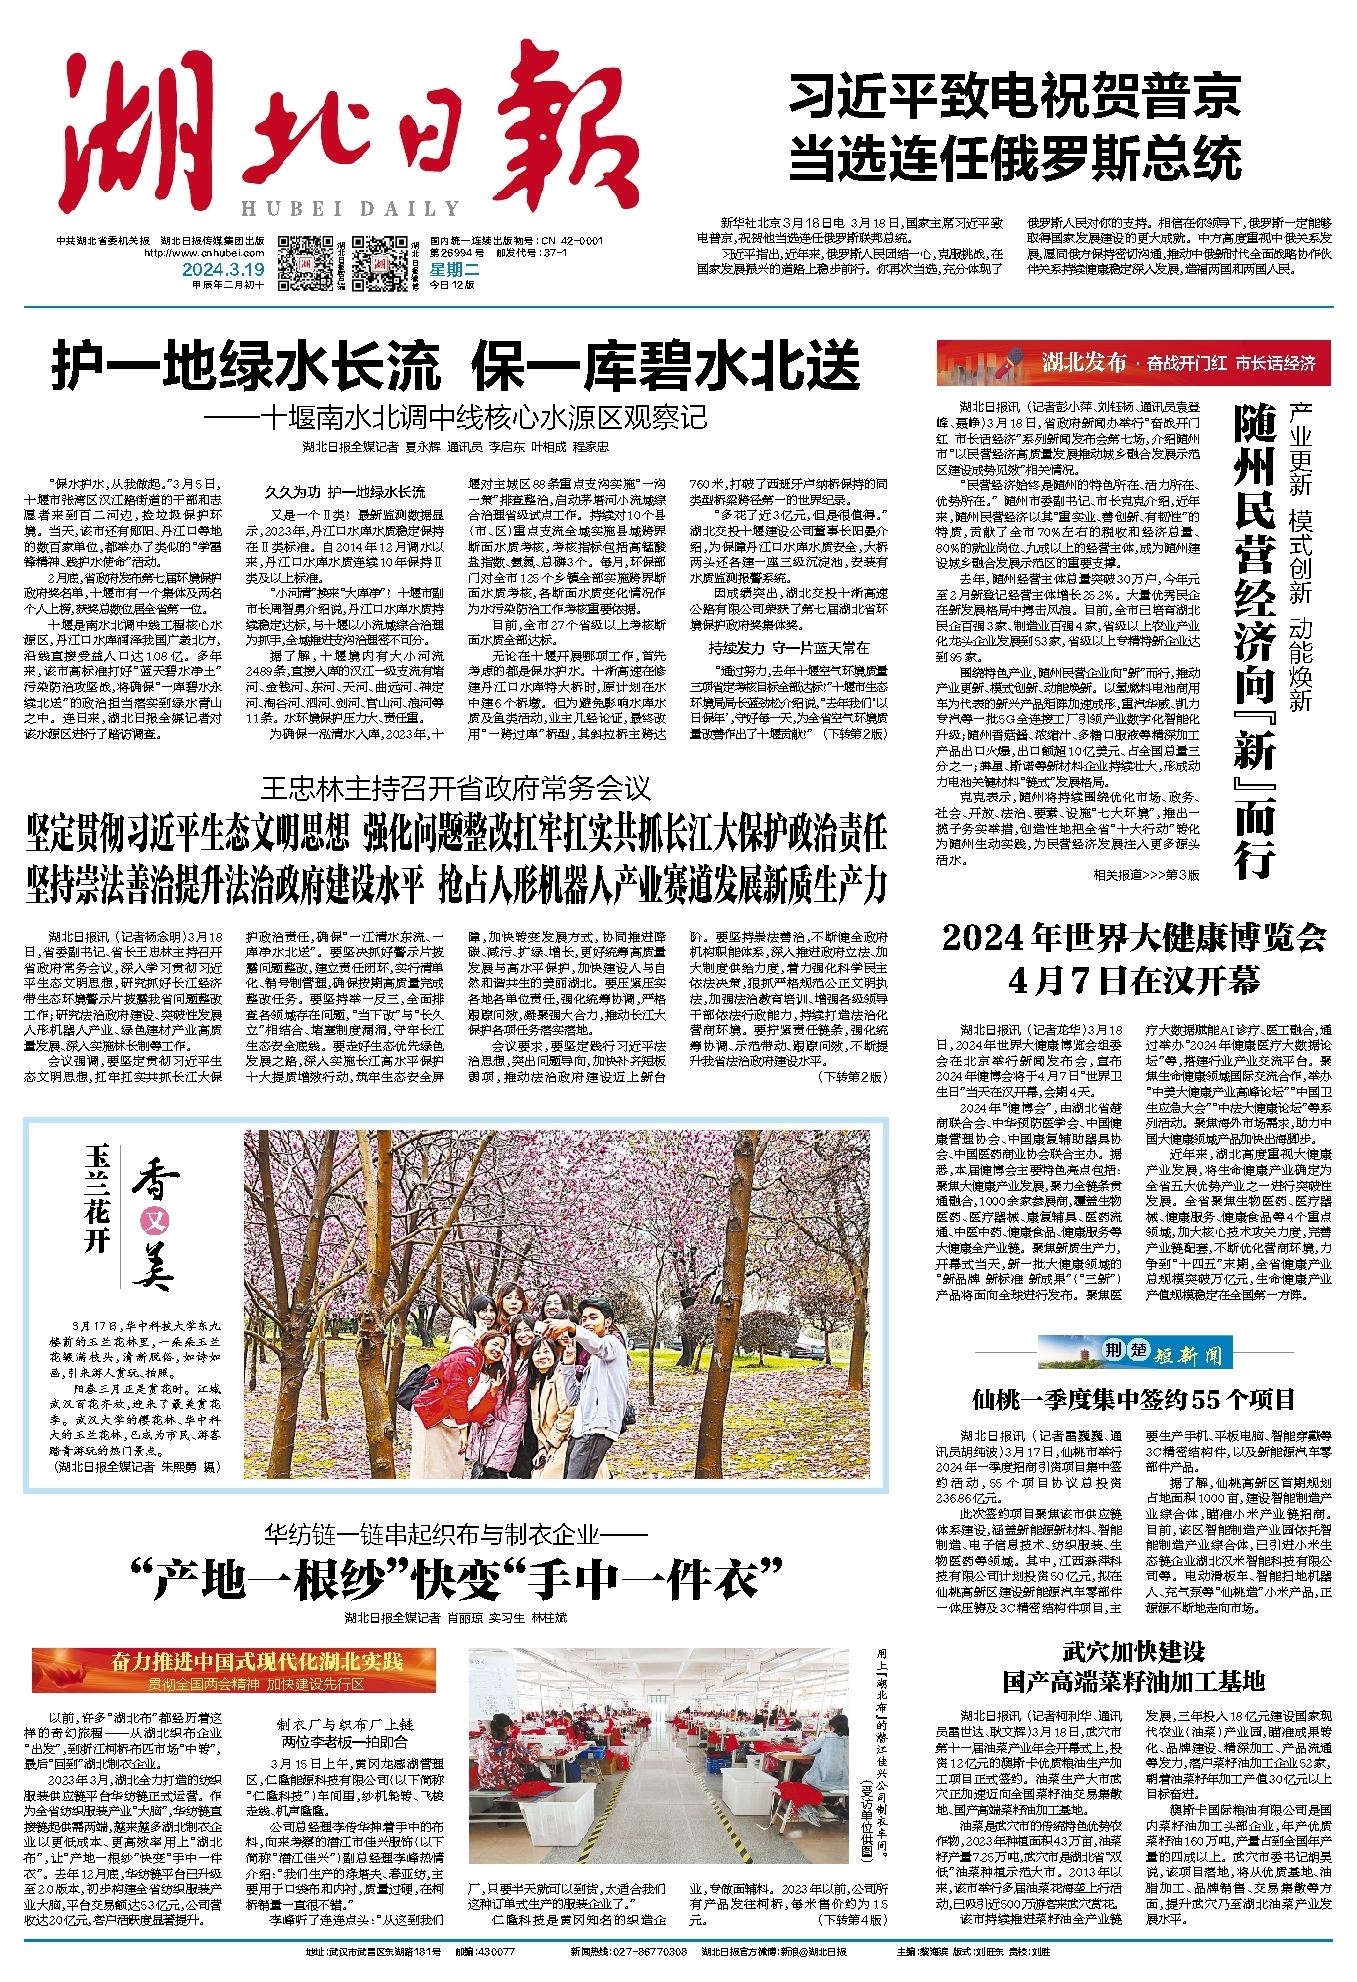 湖北日報
HUBEI DAILY
中共湖北省委机关报 湖北日报传媒集团出版
http://www.cnhubei.com
2024.3.19
甲辰年二月初十
国内统一连续出版物号:CN 42-0001
第26994号 邮发代号:37-1
星期二
今日12版
习近平致电祝贺普京
当选连任俄罗斯总统
新华社北京3月18日电 3月18日,国家主席习近平致
电普京,祝贺他当选连任俄罗斯联邦总统。
习近平指出,近年来,俄罗斯人民团结一心,克服挑战,在
国家发展振兴的道路上稳步前行。你再次当选,充分体现了
俄罗斯人民对你的支持。相信在你领导下,俄罗斯一定能够
取得国家发展建设的更大成就。中方高度重视中俄关系发
展,愿同俄方保持密切沟通,推动中俄新时代全面战略协作伙
伴关系持续健康稳定深入发展,造福两国和两国人民。
护一地绿水长流 保一库碧水北送
——十堰南水北调中线核心水源区观察记
湖北日报全媒记者 夏永辉 通讯员 李启东 叶相成 程家忠
“保水护水,从我做起。”3月5日,
十堰市张湾区汉江路街道的干部和志
愿者来到百二河边,捡垃圾保护环
境。当天,该市还有郧阳、丹江口等地
的数百家单位,都举办了类似的“学雷
锋精神、践护水使命”活动。
2月底,省政府发布第七届环境保护
政府奖名单,十堰市有一个集体及两名
个人上榜,获奖总数位居全省第一位。
十堰是南水北调中线工程核心水
源区,丹江口水库润泽我国广袤北方,
沿线直接受益人口达1.08亿。多年
来,该市高标准打好“蓝天碧水净土”
污染防治攻坚战,将确保“一库碧水永
续北送”的政治担当落实到绿水青山
之中。连日来,湖北日报全媒记者对
该水源区进行了踏访调查。
久久为功 护一地绿水长流
又是一个Ⅱ类?最新监测数据显
示,2023年,丹江口水库水质稳定保持
在Ⅱ类标准。自2014年12月调水以
来,丹江口水库水质连续10年保持Ⅱ
类及以上标准。
“小河清”换来“大库净”?十堰市副
市长周智勇介绍说,丹江口水库水质持
续稳定达标,与十堰以小流域综合治理
为抓手,全域推进支沟治理密不可分。
据了解,十堰境内有大小河流
2489条,直接入库的汉江一级支流有堵
河、金钱河、东河、天河、曲远河、神定
河、淘谷河、泗河、剑河、官山河、浪河等
11条。水环境保护压力大、责任重。
为确保一泓清水入库,2023年,十
堰对主城区88条重点支沟实施“一沟
一策”排查整治,启动茅塔河小流域综
合治理省级试点工作。持续对10个县
(市、区)重点支流全域实施县域跨界
断面水质考核,考核指标包括高锰酸
盐指数、氨氮、总磷3个。每月,环保部
门对全市125个乡镇全部实施跨界断
面水质考核,各断面水质变化情况作
为水污染防治工作考核重要依据。
目前,全市27个省级以上考核断
面水质全部达标。
无论在十堰开展哪项工作,首先
考虑的都是保水护水。十淅高速在修
建丹江口水库特大桥时,原计划在水
中建6个桥墩。但为避免影响水库水
质及鱼类活动,业主几经论证,最终改
用“一跨过库”桥型,其斜拉桥主跨达
760米,打破了西班牙卢纳桥保持的同
类型桥梁跨径第一的世界纪录。
“多花了近3亿元,但是很值得。”
湖北交投十堰建设公司董事长阳晏介
绍,为保障丹江口水库水质安全,大桥
两头还各建一座三级沉淀池,安装有
水质监测报警系统。
因成绩突出,湖北交投十淅高速
公路有限公司荣获了第七届湖北省环
境保护政府奖集体奖。
持续发力 守一片蓝天常在
“通过努力,去年十堰空气环境质量
三项省定考核目标全部达标!”十堰市生态
环境局局长蓝劲松介绍说,“去年我们‘以
日保年’,守好每一天,为全省空气环境质
量改善作出了十堰贡献!” (下转第2版)
湖北发布·奋战开门红 市长话经济
产业更新 模式创新 动能焕新
随州民营经济向『新』而行
湖北日报讯(记者彭小萍、刘钰杨、通讯员袁登
峰、聂峥)3月18日,省政府新闻办举行“奋战开门
红 市长话经济”系列新闻发布会第七场,介绍随州
市“以民营经济高质量发展推动城乡融合发展示范
区建设成势见效”相关情况。
“民营经济始终是随州的特色所在、活力所在、
优势所在。”随州市委副书记、市长克克介绍,近年
来,随州民营经济以其“重实业、善创新、有韧性”的
特质,贡献了全市70%左右的税收和经济总量、
80%的就业岗位、九成以上的经营主体,成为随州建
设城乡融合发展示范区的重要支撑。
去年,随州经营主体总量突破30万户,今年元
至2月新登记经营主体增长25.2%。大量优秀民企
在新发展格局中搏击风浪。目前,全市已培育湖北
民企百强3家、制造业百强4家,省级以上农业产业
化龙头企业发展到53家,省级以上专精特新企业达
到95家。
围绕特色产业,随州民营企业向“新”而行,推动
产业更新、模式创新、动能焕新。以氢燃料电池商用
车为代表的新兴产品矩阵加速成形,重汽华威、凯力
专汽等一批5G全连接工厂引领产业数字化智能化
升级;随州香菇酱、浓缩汁、多糖口服液等精深加工
产品出口火爆,出口额超10亿美元、占全国总量三
分之一;犇星、斯诺等新材料企业持续壮大,形成动
力电池关键材料“链式”发展格局。
克克表示,随州将持续围绕优化市场、政务、
社会、开放、法治、要素、设施“七大环境”,推出一
揽子务实举措,创造性地把全省“十大行动”转化
为随州生动实践,为民营经济发展注入更多源头
活水。
相关报道>>>第3版
王忠林主持召开省政府常务会议
坚定贯彻习近平生态文明思想 强化问题整改扛牢扛实共抓长江大保护政治责任
坚持崇法善治提升法治政府建设水平 抢占人形机器人产业赛道发展新质生产力
湖北日报讯(记者杨念明)3月18
日,省委副书记、省长王忠林主持召开
省政府常务会议,深入学习贯彻习近
平生态文明思想,研究抓好长江经济
带生态环境警示片披露我省问题整改
工作;研究法治政府建设、突破性发展
人形机器人产业、绿色建材产业高质
量发展、深入实施林长制等工作。
会议强调,要坚定贯彻习近平生
态文明思想,扛牢扛实共抓长江大保
护政治责任,确保“一江清水东流、一
库净水北送”。要坚决抓好警示片披
露问题整改,建立责任闭环,实行清单
化、销号制管理,确保按期高质量完成
整改任务。要坚持举一反三,全面排
查各领域存在问题,“当下改”与“长久
立”相结合、堵塞制度漏洞,守牢长江
生态安全底线。要走好生态优先绿色
发展之路,深入实施长江高水平保护
十大提质增效行动,筑牢生态安全屏
障,加快转变发展方式,协同推进降
碳、减污、扩绿、增长,更好统筹高质量
发展与高水平保护,加快建设人与自
然和谐共生的美丽湖北。要压紧压实
各地各单位责任,强化统筹协调,严格
跟踪问效,凝聚强大合力,推动长江大
保护各项任务落实落地。
会议要求,要坚定践行习近平法
治思想,突出问题导向,加快补齐短板
弱项,推动法治政府建设迈上新台
阶。要坚持崇法善治,不断健全政府
机构职能体系,深入推进政府立法、加
大制度供给力度,着力强化科学民主
依法决策,狠抓严格规范公正文明执
法,加强法治教育培训、增强各级领导
干部依法行政能力,持续打造法治化
营商环境。要拧紧责任链条,强化统
筹协调、示范带动、跟踪问效,不断提
升我省法治政府建设水平。
(下转第2版)
2024年世界大健康博览会
4月7日在汉开幕
湖北日报讯(记者龙华)3月18
日,2024年世界大健康博览会组委
会在北京举行新闻发布会,宣布
2024年健博会将于4月7日“世界卫
生日”当天在汉开幕,会期4天。
2024年“健博会”,由湖北省楚
商联合会、中华预防医学会、中国健
康管理协会、中国康复辅助器具协
会、中国医药商业协会联合主办。据
悉,本届健博会主要特色亮点包括:
聚焦大健康产业发展,聚力全链条贯
通融合,1000余家参展商,覆盖生物
医药、医疗器械、康复辅具、医药流
通、中医中药、健康食品、健康服务等
大健康全产业链。聚焦新质生产力,
开幕式当天,新一批大健康领域的
“新品牌 新标准 新成果”(“三新”)
产品将面向全球进行发布。聚焦医
疗大数据赋能AI诊疗、医工融合,通
过举办“2024年健康医疗大数据论
坛”等,搭建行业产业交流平台。聚
焦生命健康领域国际交流合作,举办
“中美大健康产业高峰论坛”“中国卫
生应急大会”“中法大健康论坛”等系
列活动。聚焦海外市场需求,助力中
国大健康领域产品加快出海脚步。
近年来,湖北高度重视大健康
产业发展,将生命健康产业确定为
全省五大优势产业之一进行突破性
发展。全省聚焦生物医药、医疗器
械、健康服务、健康食品等4个重点
领域,加大核心技术攻关力度,完善
产业链配套,不断优化营商环境,力
争到“十四五”末期,全省健康产业
总规模突破万亿元,生命健康产业
产值规模稳定在全国第一方阵。
玉兰花开
香又美
3月17日,华中科技大学东九
楼前的玉兰花林里,一朵朵玉兰
花缀满枝头,清新脱俗,如诗如
画,引来游人赏玩、拍照。
阳春三月正是赏花时。江城
武汉百花齐放,迎来了最美赏花
季。武汉大学的樱花林、华中科
大的玉兰花林,已成为市民、游客
踏青游玩的热门景点。
(湖北日报全媒记者 朱熙勇 摄)
荆楚短新闻
仙桃一季度集中签约55个项目
湖北日报讯(记者雷巍巍、通
讯员胡纯波)3月17日,仙桃市举行
2024年一季度招商引资项目集中签
约活动,55个项目协议总投资
236.86亿元。
此次签约项目聚焦该市供应链
体系建设,涵盖新能源新材料、智能
制造、电子信息技术、纺织服装、生
物医药等领域。其中,江西森萍科
技有限公司计划投资50亿元,拟在
仙桃高新区建设新能源汽车零部件
一体压铸及3C精密结构件项目,主
要生产手机、平板电脑、智能穿戴等
3C精密结构件,以及新能源汽车零
部件产品。
据了解,仙桃高新区首期规划
占地面积1000亩,建设智能制造产
业综合体,瞄准小米产业链招商。
目前,该区智能制造产业园依托智
能制造产业综合体,已引进小米生
态链企业湖北汉米智能科技有限公
司等。电动滑板车、智能扫地机器
人、充气泵等“仙桃造”小米产品,正
源源不断地走向市场。
武穴加快建设
国产高端菜籽油加工基地
湖北日报讯(记者柯利华、通讯
员雷世达、耿文辉)3月18日,武穴市
第十一届油菜产业年会开幕式上,投
资12亿元的澳斯卡优质粮油生产加
工项目正式签约。油菜生产大市武
穴正加速迈向全国菜籽油交易集散
地、国产高端菜籽油加工基地。
油菜是武穴市的传统特色优势农
作物,2023年种植面积43万亩,油菜
籽产量7.25万吨,武穴市是湖北省“双
低”油菜种植示范大市。2013年以
来,该市举行多届油菜花海垄上行活
动,已吸引近500万游客来武穴赏花。
该市持续推进菜籽油全产业链
发展,三年投入18亿元建设国家现
代农业(油菜)产业园,瞄准成果转
化、品牌建设、精深加工、产品流通
等发力,落户菜籽油加工企业52家,
朝着油菜籽年加工产值30亿元以上
目标奋进。
澳斯卡国际粮油有限公司是国
内菜籽油加工头部企业,年产优质
菜籽油160万吨,产量占到全国年产
量的四成以上。武穴市委书记胡昊
说,该项目落地,将从优质基地、油
脂加工、品牌销售、交易集散等方
面,提升武穴乃至湖北油菜产业发
展水平。
华纺链一链串起织布与制衣企业——
“产地一根纱”快变“手中一件衣”
湖北日报全媒记者 肖丽琼 实习生 林柱斌
奋力推进中国式现代化湖北实践
贯彻全国两会精神 加快建设先行区
以前,许多“湖北布”都经历着这
样的奇幻旅程——从湖北织布企业
“出发”,到浙江柯桥布匹市场“中转”,
最后“回到”湖北制衣企业。
2023年3月,湖北全力打造的纺织
服装供应链平台华纺链正式运营。作
为全省纺织服装产业“大脑”,华纺链直
接链起供需两端,越来越多湖北制衣企
业以更低成本、更高效率用上“湖北
布”,让“产地一根纱”快变“手中一件
衣”。去年12月底,华纺链平台已升级
至2.0版本,初步构建全省纺织服装产
业大脑,平台交易额达53亿元,公司营
收达20亿元,客户活跃度显著提升。
制衣厂与织布厂上链
两位李老板一拍即合
3月15日上午,黄冈龙感湖管理
区,仁隆能源科技有限公司(以下简称
“仁隆科技”)车间里,纱机轮转、飞梭
走线、机声隆隆。
公司总经理李传华抻着手中的布
料,向来考察的潜江市佳兴服饰(以下
简称“潜江佳兴”)副总经理李峰热情
介绍:“我们生产的涤塔夫、春亚纺,主
要用于口袋布和内衬,质量过硬,在柯
桥销量一直很不错。”
李峰听了连连点头:“从这到我们
用上『湖北布』的潜江佳兴公司制衣车间。
(受访单位供图)
厂,只要半天就可以到货,太适合我们
这种订单式生产的服装企业了。”
仁隆科技是黄冈知名的织造企
业,专做面辅料。2023年以前,公司所
有产品发往柯桥,每米售价约为1.5
元。 (下转第4版)
地址:武汉市武昌区东湖路181号 邮编:430077 新闻热线:027-86770308 湖北日报官方微博:新浪@湖北日报 主编:黎海滨 版式:刘旺东 责校:刘胜